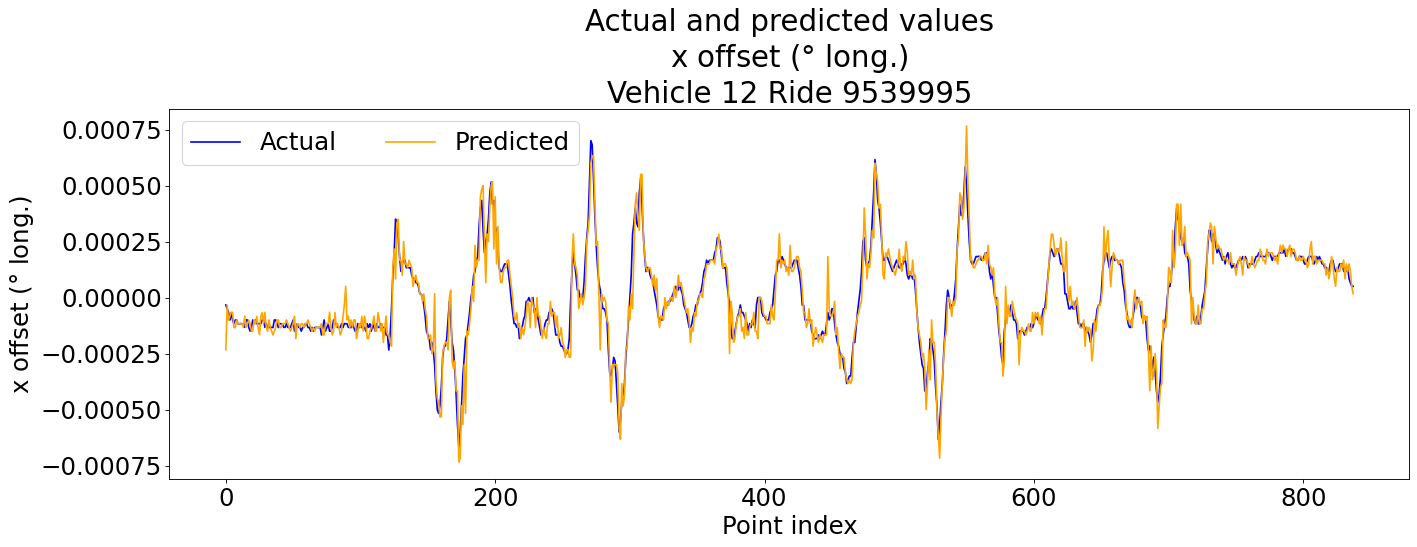 Actual and predicted values
x offset (° long.)
Vehicle 12 Ride 9539995
Actual
Predicted
0.00075
0.00050
0.00025
0.00000
−0.00025
−0.00050
−0.00075
x offset (° long.)
0
200
400
600
800
Point index